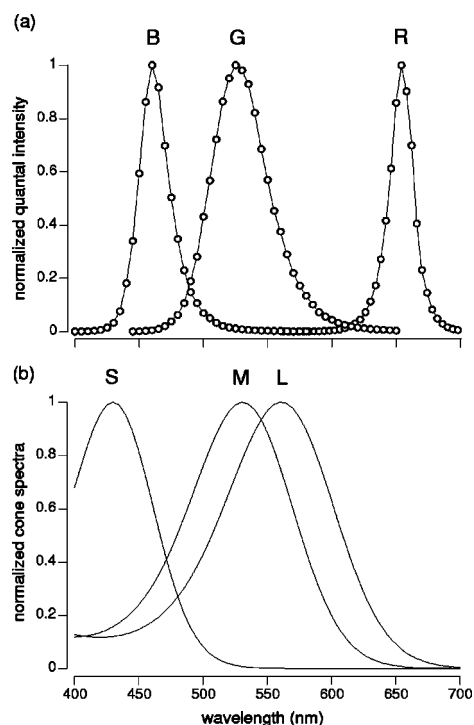 (a)
B G R
normalized quantal intensity
1
0.8
0.6
0.4
0.2
0
(b)
S M L
normalized cone spectra
1
0.8
0.6
0.4
0.2
0
400 450 500 550 600 650 700
wavelength (nm)